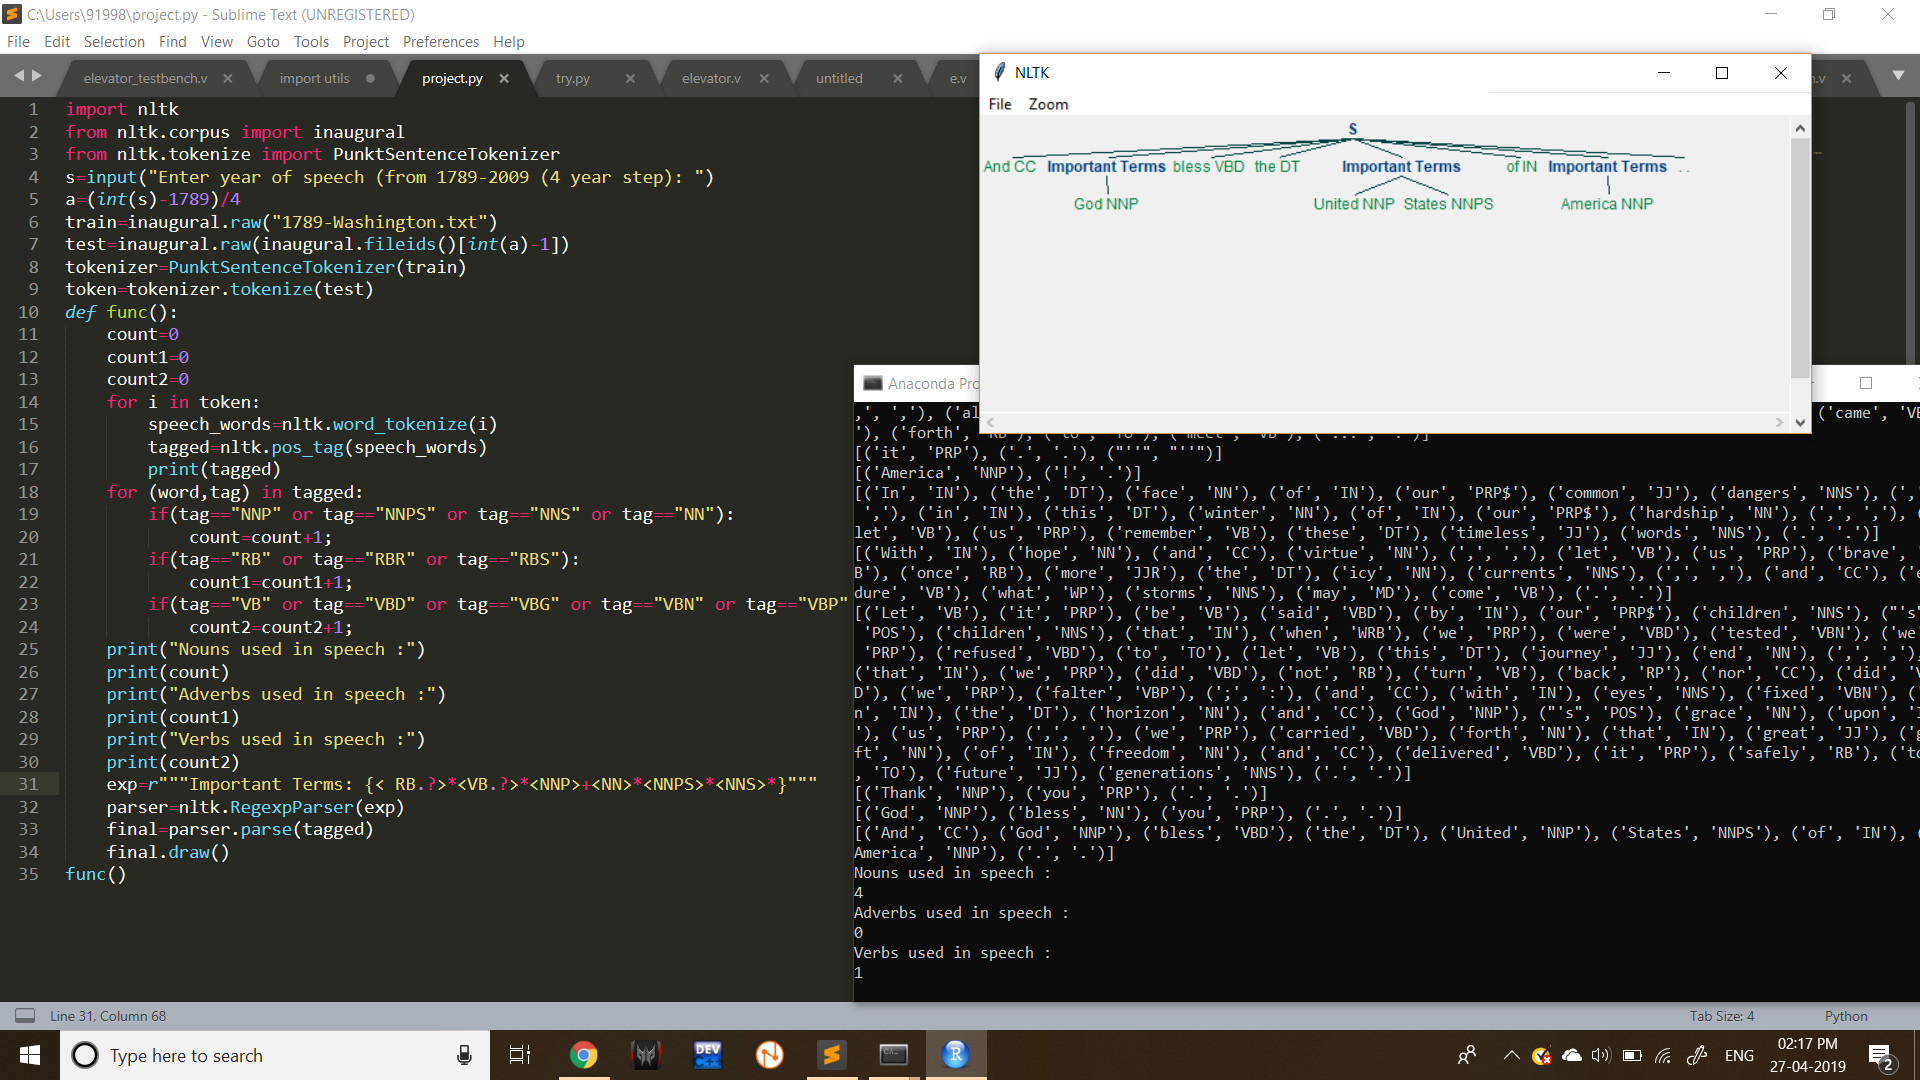 C:\Users\91998\project.py - Sublime Text (UNREGISTERED)
File Edit Selection Find View Goto Tools Project Preferences Help
elevator_testbench.v import utils project.py try.py elevator.v untitled e.v
1 import nltk
2 from nltk.corpus import inaugural
3 from nltk.tokenize import PunktSentenceTokenizer
4 s=input("Enter year of speech (from 1789-2009 (4 year step): ")
5 a=(int(s)-1789)/4
6 train=inaugural.raw("1789-Washington.txt")
7 test=inaugural.raw(inaugural.fileids()[int(a)-1])
8 tokenizer=PunktSentenceTokenizer(train)
9 token=tokenizer.tokenize(test)
10 def func():
11 count=0
12 count1=0
13 count2=0
14 for i in token:
15 speech_words=nltk.word_tokenize(i)
16 tagged=nltk.pos_tag(speech_words)
17 print(tagged)
18 for (word,tag) in tagged:
19 if(tag=="NNP" or tag=="NNPS" or tag=="NNS" or tag=="NN"):
20 count=count+1;
21 if(tag=="RB" or tag=="RBR" or tag=="RBS"):
22 count1=count1+1;
23 if(tag=="VB" or tag=="VBD" or tag=="VBG" or tag=="VBN" or tag=="VBP"
24 count2=count2+1;
25 print("Nouns used in speech :")
26 print(count)
27 print("Adverbs used in speech :")
28 print(count1)
29 print("Verbs used in speech :")
30 print(count2)
31 exp=r"""Important Terms: {< RB.?>*<VB.?>*<NNP>+<NN>*<NNPS>*<NNS>*}"""
32 parser=nltk.RegexpParser(exp)
33 final=parser.parse(tagged)
34 final.draw()
35 func()
NLTK
File Zoom
S
And CC Important Terms bless VBD the DT Important Terms of IN Important Terms . .
God NNP United NNP States NNPS America NNP
Anaconda Pro
,', ','), ('al ('came', 'VB
'), ('forth',
[('it', 'PRP'), ('.', '.'), ("''", "''")]
[('America', 'NNP'), ('!', '.')]
[('In', 'IN'), ('the', 'DT'), ('face', 'NN'), ('of', 'IN'), ('our', 'PRP$'), ('common', 'JJ'), ('dangers', 'NNS'), (',
','), ('in', 'IN'), ('this', 'DT'), ('winter', 'NN'), ('of', 'IN'), ('our', 'PRP$'), ('hardship', 'NN'), (',', ','), (
let', 'VB'), ('us', 'PRP'), ('remember', 'VB'), ('these', 'DT'), ('timeless', 'JJ'), ('words', 'NNS'), ('.', '.')]
[('With', 'IN'), ('hope', 'NN'), ('and', 'CC'), ('virtue', 'NN'), (',', ','), ('let', 'VB'), ('us', 'PRP'), ('brave',
B'), ('once', 'RB'), ('more', 'JJR'), ('the', 'DT'), ('icy', 'NN'), ('currents', 'NNS'), (',', ','), ('and', 'CC'), ('e
dure', 'VB'), ('what', 'WP'), ('storms', 'NNS'), ('may', 'MD'), ('come', 'VB'), ('.', '.')]
[('Let', 'VB'), ('it', 'PRP'), ('be', 'VB'), ('said', 'VBD'), ('by', 'IN'), ('our', 'PRP$'), ('children', 'NNS'), ("'s"
'POS'), ('children', 'NNS'), ('that', 'IN'), ('when', 'WRB'), ('we', 'PRP'), ('were', 'VBD'), ('tested', 'VBN'), ('we'
'PRP'), ('refused', 'VBD'), ('to', 'TO'), ('let', 'VB'), ('this', 'DT'), ('journey', 'JJ'), ('end', 'NN'), (',', ','),
('that', 'IN'), ('we', 'PRP'), ('did', 'VBD'), ('not', 'RB'), ('turn', 'VB'), ('back', 'RP'), ('nor', 'CC'), ('did', 'V
D'), ('we', 'PRP'), ('falter', 'VBP'), (';', ':'), ('and', 'CC'), ('with', 'IN'), ('eyes', 'NNS'), ('fixed', 'VBN'), ('
n', 'IN'), ('the', 'DT'), ('horizon', 'NN'), ('and', 'CC'), ('God', 'NNP'), ("'s", 'POS'), ('grace', 'NN'), ('upon', 'I
'), ('us', 'PRP'), (',', ','), ('we', 'PRP'), ('carried', 'VBD'), ('forth', 'NN'), ('that', 'IN'), ('great', 'JJ'), ('g
ft', 'NN'), ('of', 'IN'), ('freedom', 'NN'), ('and', 'CC'), ('delivered', 'VBD'), ('it', 'PRP'), ('safely', 'RB'), ('to
, 'TO'), ('future', 'JJ'), ('generations', 'NNS'), ('.', '.')]
[('Thank', 'NNP'), ('you', 'PRP'), ('.', '.')]
[('God', 'NNP'), ('bless', 'NN'), ('you', 'PRP'), ('.', '.')]
[('And', 'CC'), ('God', 'NNP'), ('bless', 'VBD'), ('the', 'DT'), ('United', 'NNP'), ('States', 'NNPS'), ('of', 'IN'), (
America', 'NNP'), ('.', '.')]
Nouns used in speech :
4
Adverbs used in speech :
0
Verbs used in speech :
1
Line 31, Column 68 Tab Size: 4 Python
Type here to search
DEV C++
R
ENG
02:17 PM
27-04-2019
2